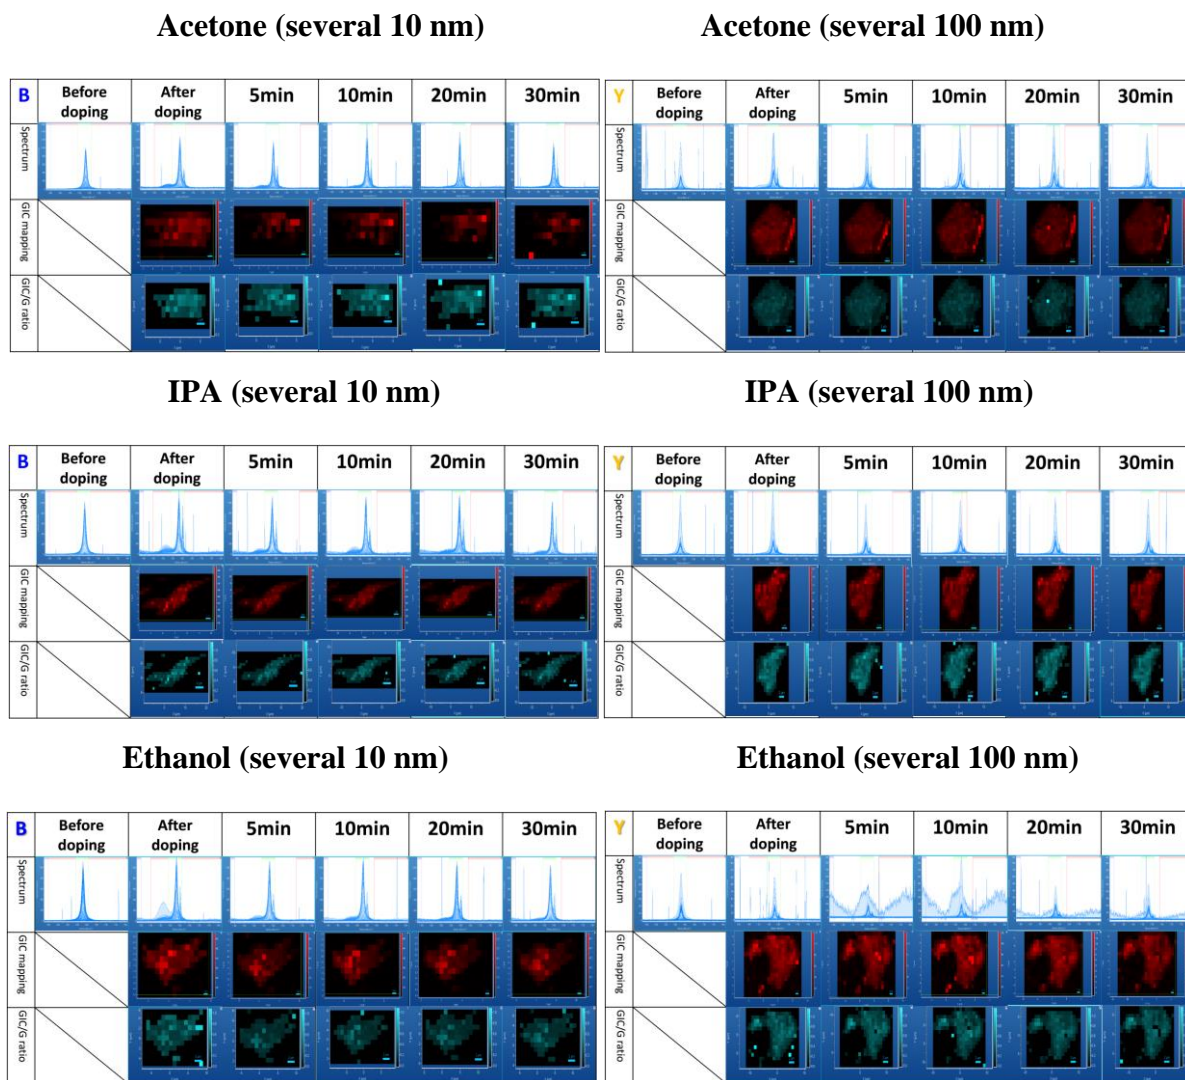 Acetone (several 10 nm)
Acetone (several 100 nm)
B
Before doping
After doping
5min
10min
20min
30min
Spectrum
GIC mapping
GIC/G ratio
Y
Before doping
After doping
5min
10min
20min
30min
Spectrum
GIC mapping
GIC/G ratio
IPA (several 10 nm)
IPA (several 100 nm)
B
Before doping
After doping
5min
10min
20min
30min
Spectrum
GIC mapping
GIC/G ratio
Y
Before doping
After doping
5min
10min
20min
30min
Spectrum
GIC mapping
GIC/G ratio
Ethanol (several 10 nm)
Ethanol (several 100 nm)
B
Before doping
After doping
5min
10min
20min
30min
Spectrum
GIC mapping
GIC/G ratio
Y
Before doping
After doping
5min
10min
20min
30min
Spectrum
GIC mapping
GIC/G ratio